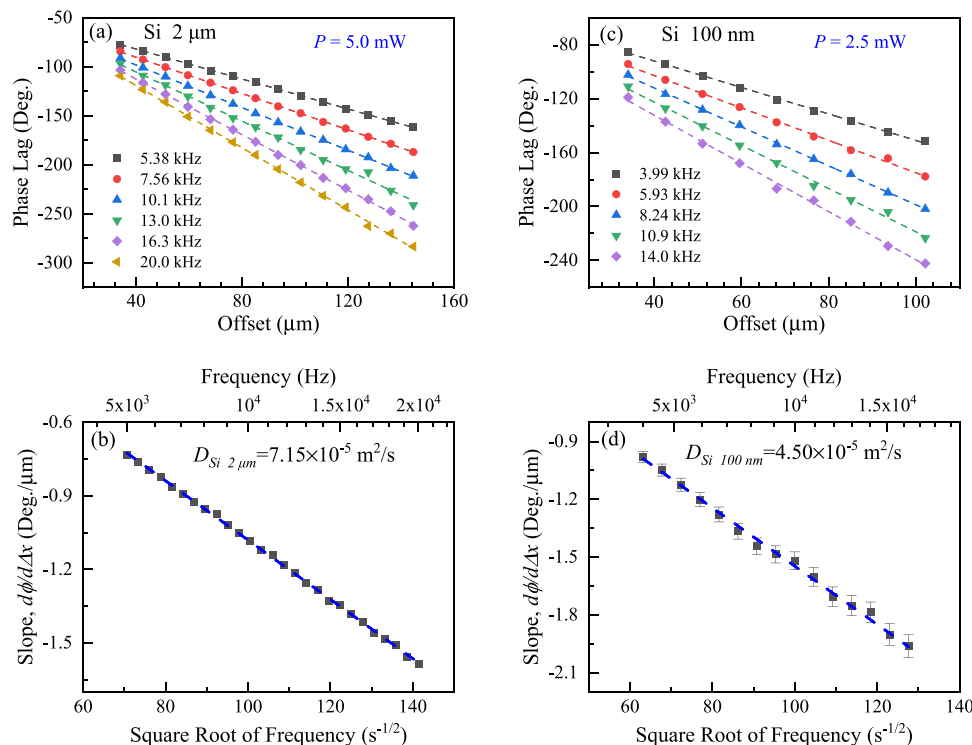 (a)
Si 2 μm
P = 5.0 mW
-50
-100
-150
-200
-250
-300
Phase Lag (Deg.)
5.38 kHz
7.56 kHz
10.1 kHz
13.0 kHz
16.3 kHz
20.0 kHz
40
80
120
160
Offset (μm)
(c)
Si 100 nm
P = 2.5 mW
-80
-120
-160
-200
-240
Phase Lag (Deg.)
3.99 kHz
5.93 kHz
8.24 kHz
10.9 kHz
14.0 kHz
40
60
80
100
Offset (μm)
Frequency (Hz)
5x10³
10⁴
1.5x10⁴
2x10⁴
(b)
D_Si 2 μm=7.15×10⁻⁵ m²/s
-0.6
-0.9
-1.2
-1.5
Slope, dϕ/dΔx (Deg./μm)
80
100
120
140
Square Root of Frequency (s⁻¹/²)
Frequency (Hz)
5x10³
10⁴
1.5x10⁴
(d)
D_Si 100 nm=4.50×10⁻⁵ m²/s
-0.9
-1.2
-1.5
-1.8
-2.1
Slope, dϕ/dΔx (Deg./μm)
60
80
100
120
140
Square Root of Frequency (s⁻¹/²)